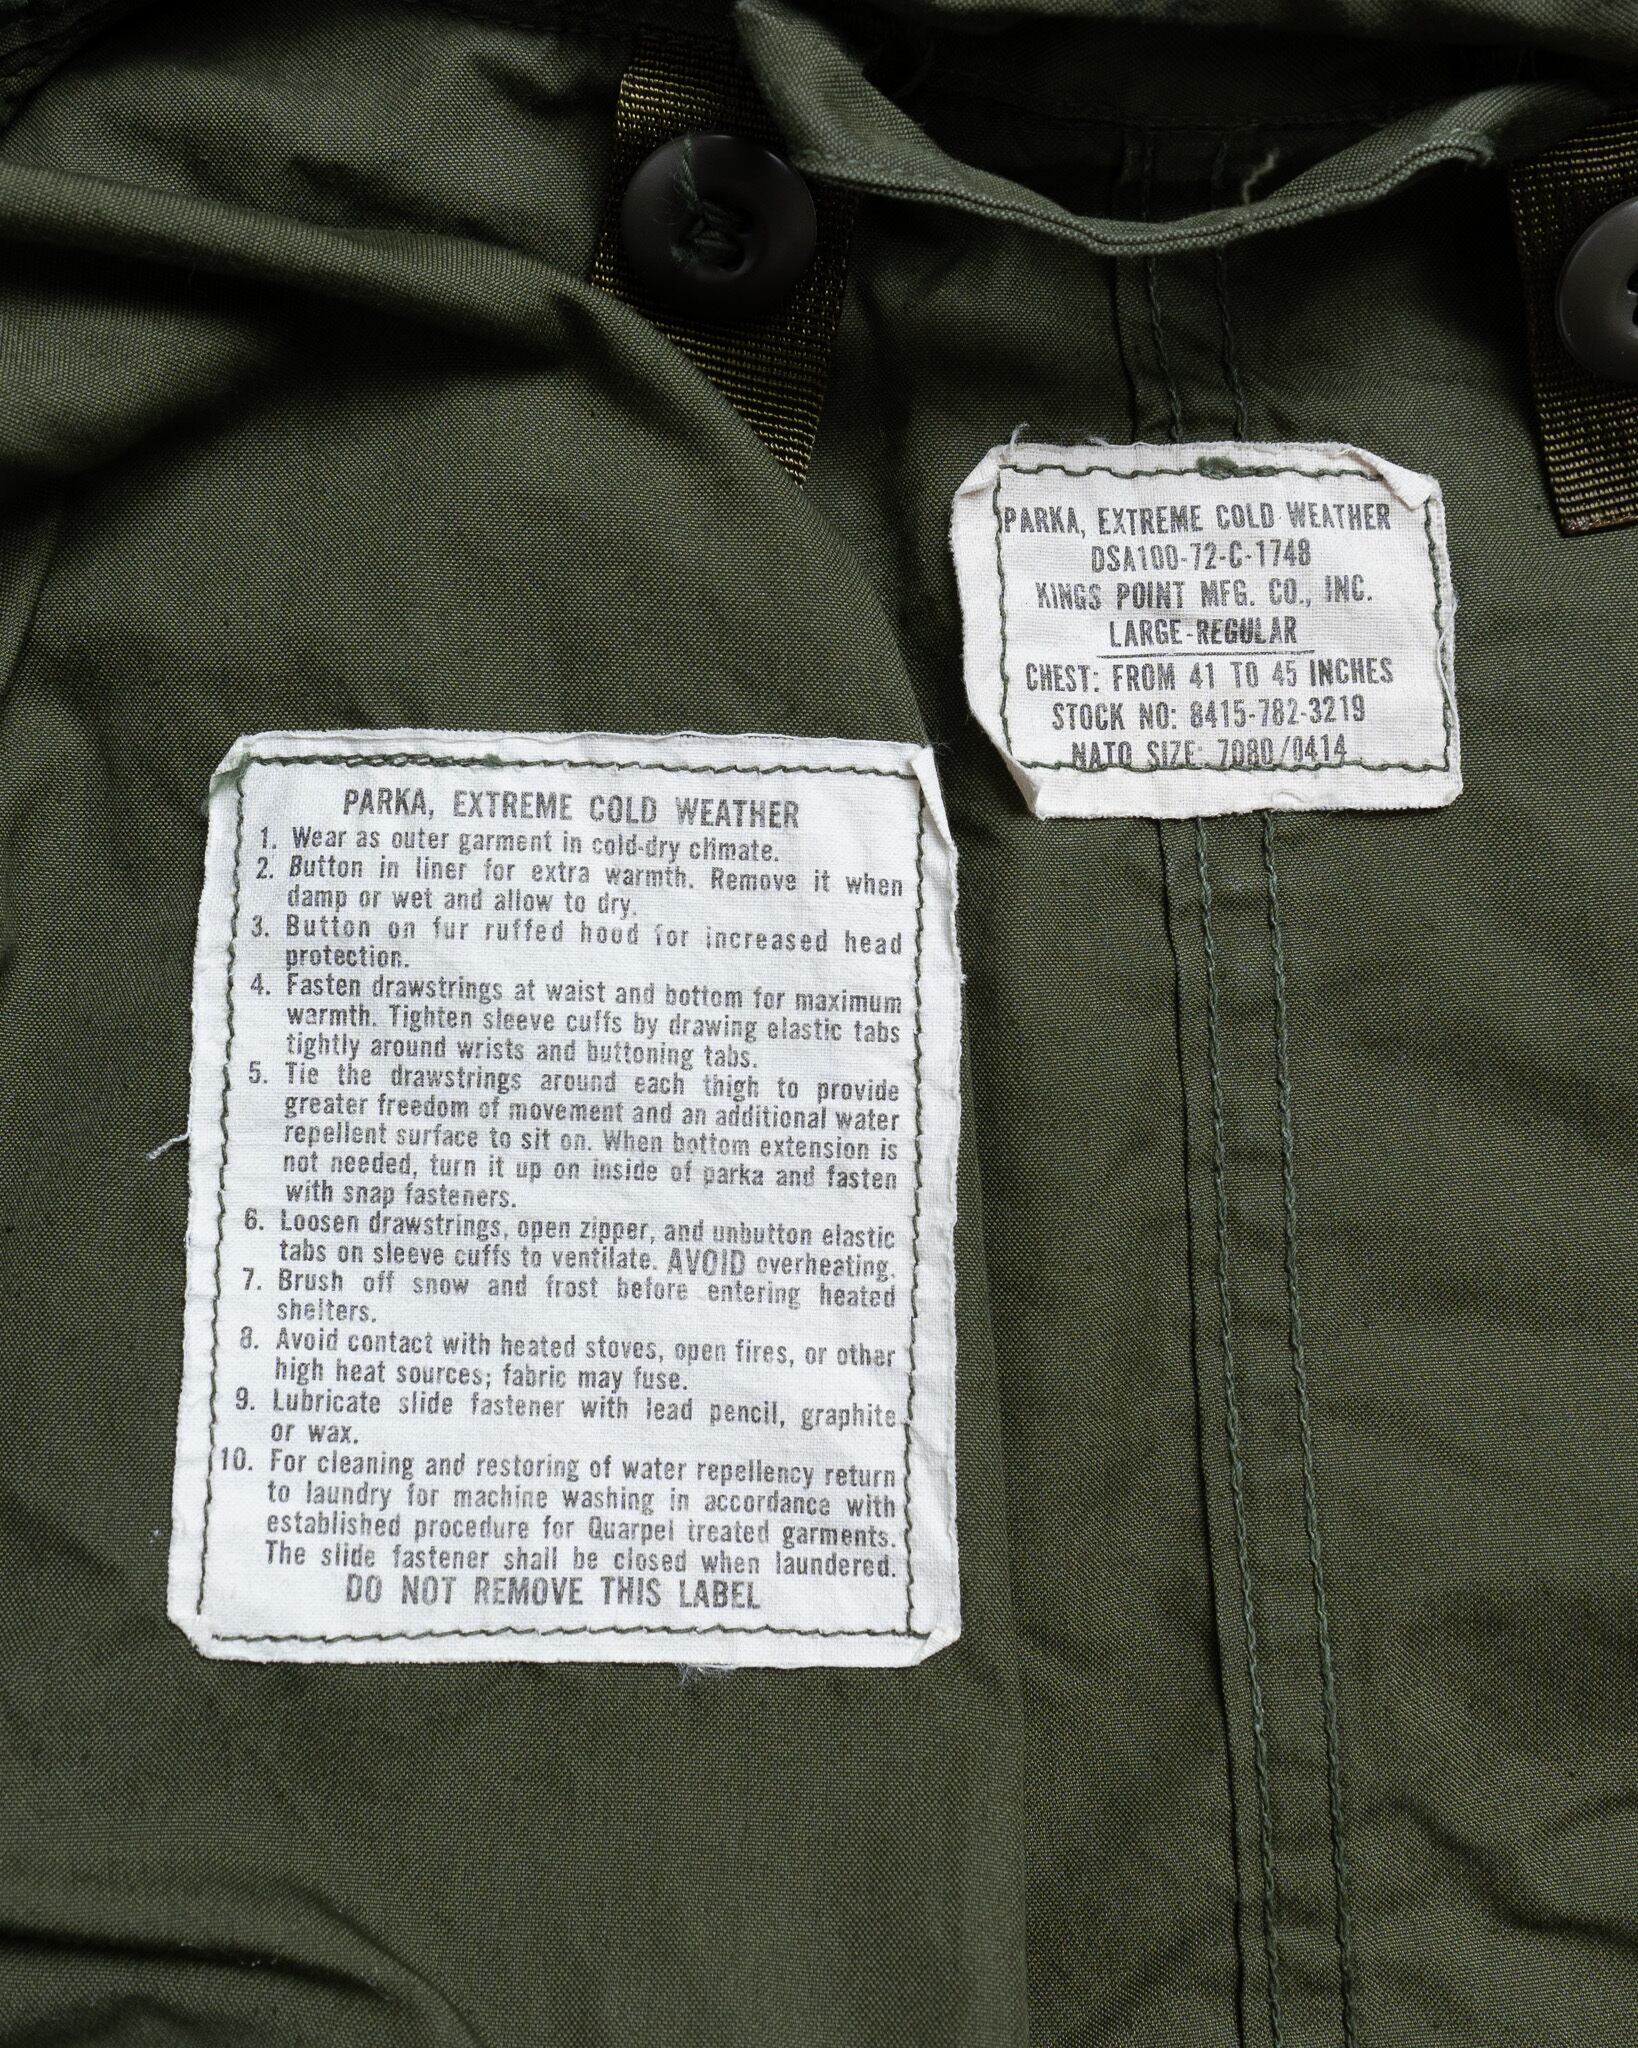 PARKA, EXTREME COLD WEATHER
DSA100-72-C-1748
KINGS POINT MFG. CO., INC.
LARGE-REGULAR
CHEST: FROM 41 TO 45 INCHES
STOCK NO: 8415-782-3219
NATO SIZE: 7080/0414
PARKA, EXTREME COLD WEATHER
1. Wear as outer garment in cold-dry climate.
2. Button in liner for extra warmth. Remove it when
damp or wet and allow to dry.
3. Button on fur ruffed hood for increased head
protection.
4. Fasten drawstrings at waist and bottom for maximum
warmth. Tighten sleeve cuffs by drawing elastic tabs
tightly around wrists and buttoning tabs.
5. Tie the drawstrings around each thigh to provide
greater freedom of movement and an additional water
repellent surface to sit on. When bottom extension is
not needed, turn it up on inside of parka and fasten
with snap fasteners.
6. Loosen drawstrings, open zipper, and unbutton elastic
tabs on sleeve cuffs to ventilate. AVOID overheating.
7. Brush off snow and frost before entering heated
shelters.
8. Avoid contact with heated stoves, open fires, or other
high heat sources; fabric may fuse.
9. Lubricate slide fastener with lead pencil, graphite
or wax.
10. For cleaning and restoring of water repellency return
to laundry for machine washing in accordance with
established procedure for Quarpel treated garments.
The slide fastener shall be closed when laundered.
DO NOT REMOVE THIS LABEL